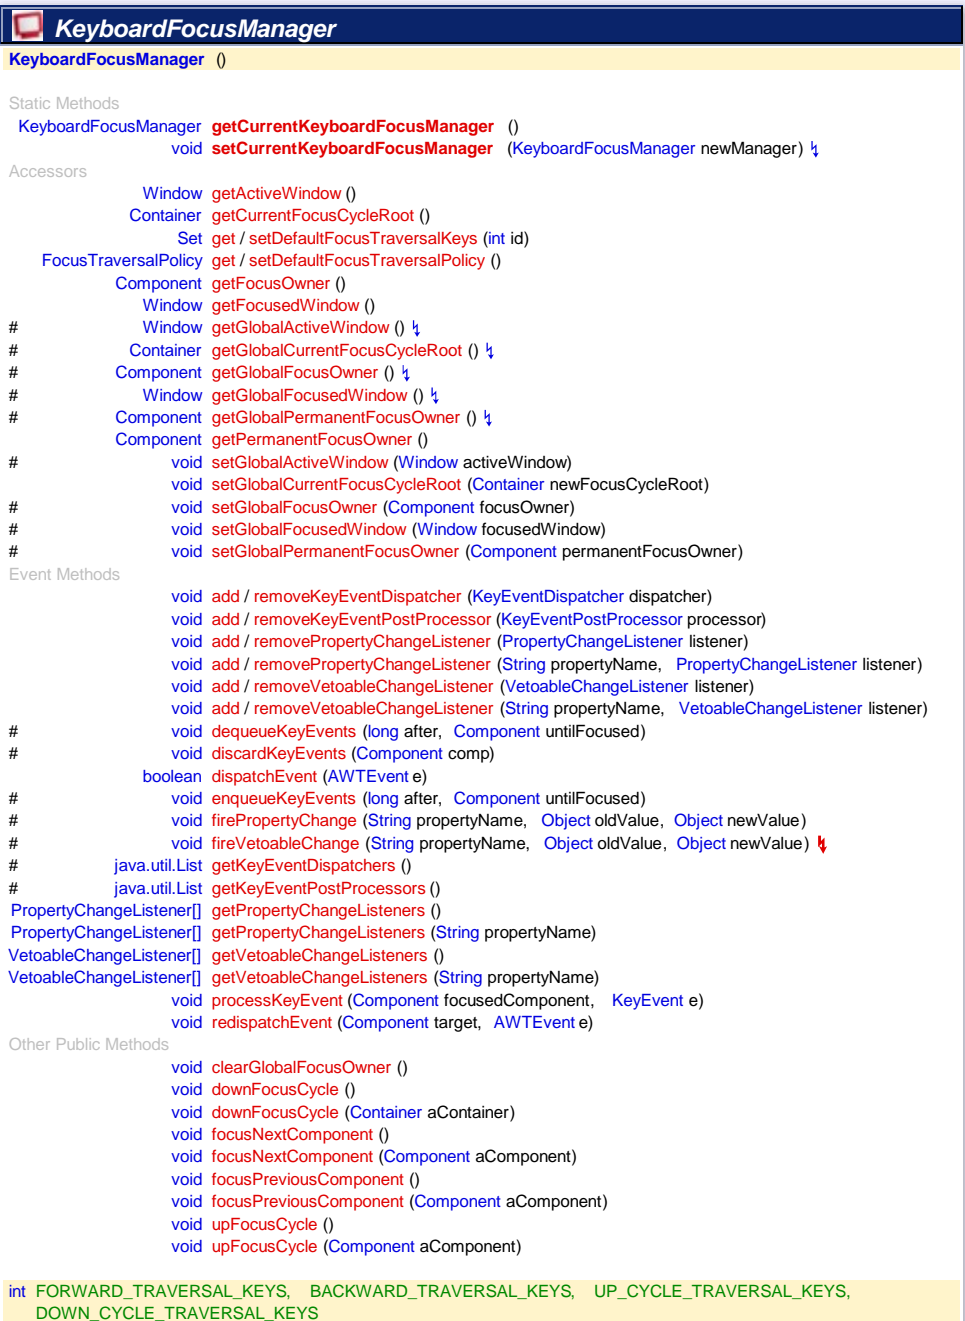 KeyboardFocusManager
KeyboardFocusManager ()
Static Methods
KeyboardFocusManager getCurrentKeyboardFocusManager ()
void setCurrentKeyboardFocusManager (KeyboardFocusManager newManager) ↯
Accessors
Window getActiveWindow ()
Container getCurrentFocusCycleRoot ()
Set get / setDefaultFocusTraversalKeys (int id)
FocusTraversalPolicy get / setDefaultFocusTraversalPolicy ()
Component getFocusOwner ()
Window getFocusedWindow ()
# Window getGlobalActiveWindow () ↯
# Container getGlobalCurrentFocusCycleRoot () ↯
# Component getGlobalFocusOwner () ↯
# Window getGlobalFocusedWindow () ↯
# Component getGlobalPermanentFocusOwner () ↯
Component getPermanentFocusOwner ()
# void setGlobalActiveWindow (Window activeWindow)
void setGlobalCurrentFocusCycleRoot (Container newFocusCycleRoot)
# void setGlobalFocusOwner (Component focusOwner)
# void setGlobalFocusedWindow (Window focusedWindow)
# void setGlobalPermanentFocusOwner (Component permanentFocusOwner)
Event Methods
void add / removeKeyEventDispatcher (KeyEventDispatcher dispatcher)
void add / removeKeyEventPostProcessor (KeyEventPostProcessor processor)
void add / removePropertyChangeListener (PropertyChangeListener listener)
void add / removePropertyChangeListener (String propertyName, PropertyChangeListener listener)
void add / removeVetoableChangeListener (VetoableChangeListener listener)
void add / removeVetoableChangeListener (String propertyName, VetoableChangeListener listener)
# void dequeueKeyEvents (long after, Component untilFocused)
# void discardKeyEvents (Component comp)
boolean dispatchEvent (AWTEvent e)
# void enqueueKeyEvents (long after, Component untilFocused)
# void firePropertyChange (String propertyName, Object oldValue, Object newValue)
# void fireVetoableChange (String propertyName, Object oldValue, Object newValue) ↯
# java.util.List getKeyEventDispatchers ()
# java.util.List getKeyEventPostProcessors ()
PropertyChangeListener[] getPropertyChangeListeners ()
PropertyChangeListener[] getPropertyChangeListeners (String propertyName)
VetoableChangeListener[] getVetoableChangeListeners ()
VetoableChangeListener[] getVetoableChangeListeners (String propertyName)
void processKeyEvent (Component focusedComponent, KeyEvent e)
void redispatchEvent (Component target, AWTEvent e)
Other Public Methods
void clearGlobalFocusOwner ()
void downFocusCycle ()
void downFocusCycle (Container aContainer)
void focusNextComponent ()
void focusNextComponent (Component aComponent)
void focusPreviousComponent ()
void focusPreviousComponent (Component aComponent)
void upFocusCycle ()
void upFocusCycle (Component aComponent)
int FORWARD_TRAVERSAL_KEYS, BACKWARD_TRAVERSAL_KEYS, UP_CYCLE_TRAVERSAL_KEYS,
DOWN_CYCLE_TRAVERSAL_KEYS